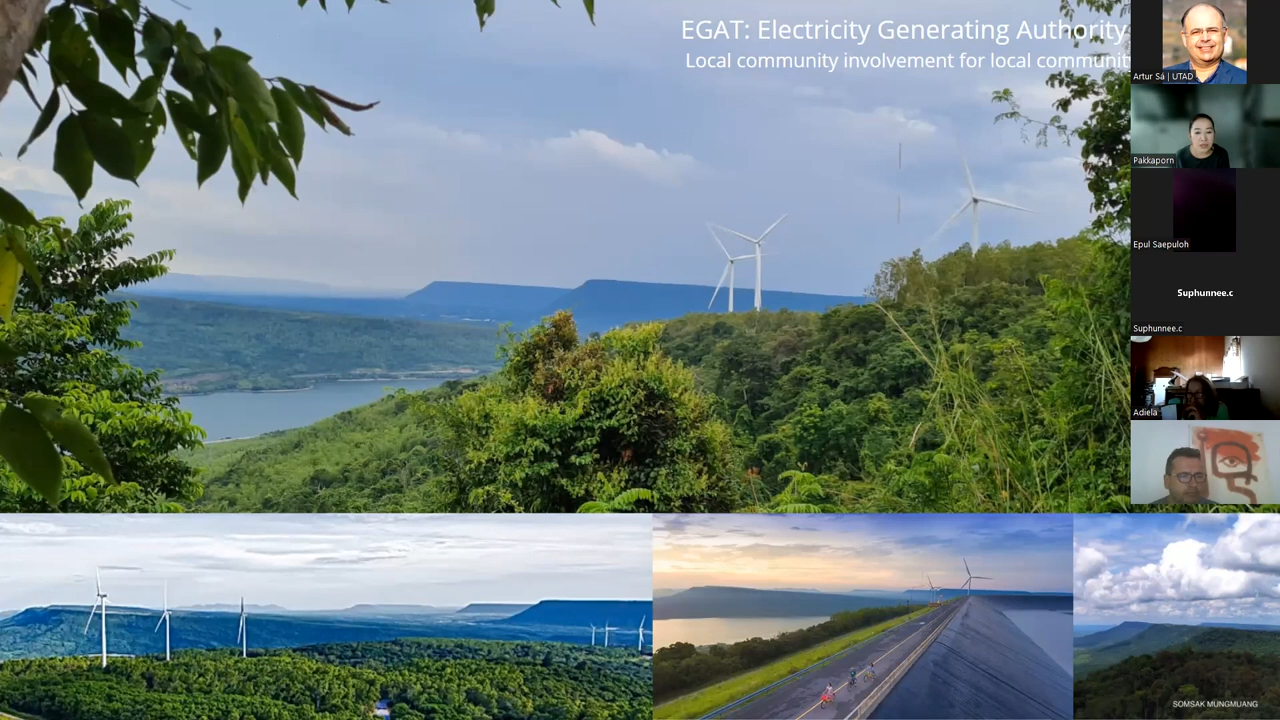 EGAT: Electricity Generating Authority
Local community involvement for local communit
Artur Sá | UTAD
Pakkaporn
Epul Saepuloh
Suphunnee.c
Suphunnee.c
Adiela
SOMSAK MUNGMUANG